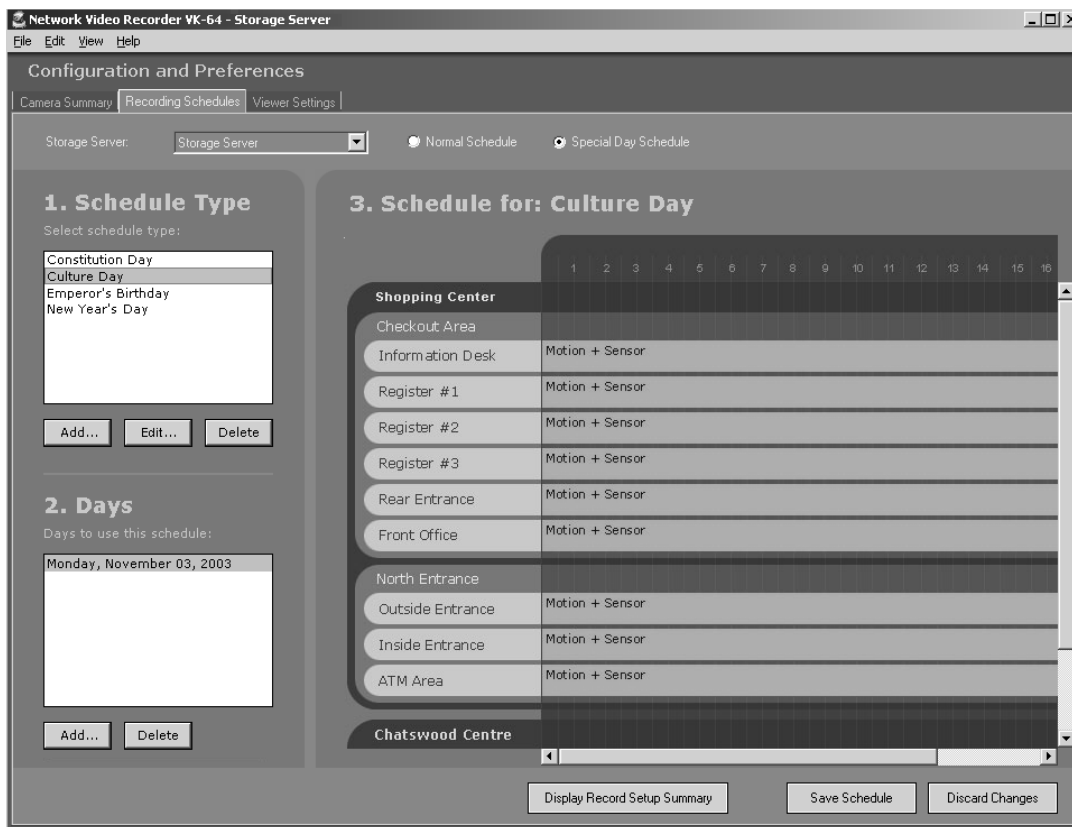 Network Video Recorder VK-64 - Storage Server
File Edit View Help
Configuration and Preferences
Camera Summary Recording Schedules Viewer Settings
Storage Server: Storage Server Normal Schedule Special Day Schedule
1. Schedule Type
Select schedule type:
Constitution Day
Culture Day
Emperor's Birthday
New Year's Day
Add... Edit... Delete
2. Days
Days to use this schedule:
Monday, November 03, 2003
Add... Delete
3. Schedule for: Culture Day
1 2 3 4 5 6 7 8 9 10 11 12 13 14 15 16
Shopping Center
Checkout Area
Information Desk Motion + Sensor
Register #1 Motion + Sensor
Register #2 Motion + Sensor
Register #3 Motion + Sensor
Rear Entrance Motion + Sensor
Front Office Motion + Sensor
North Entrance
Outside Entrance Motion + Sensor
Inside Entrance Motion + Sensor
ATM Area Motion + Sensor
Chatswood Centre
Display Record Setup Summary Save Schedule Discard Changes